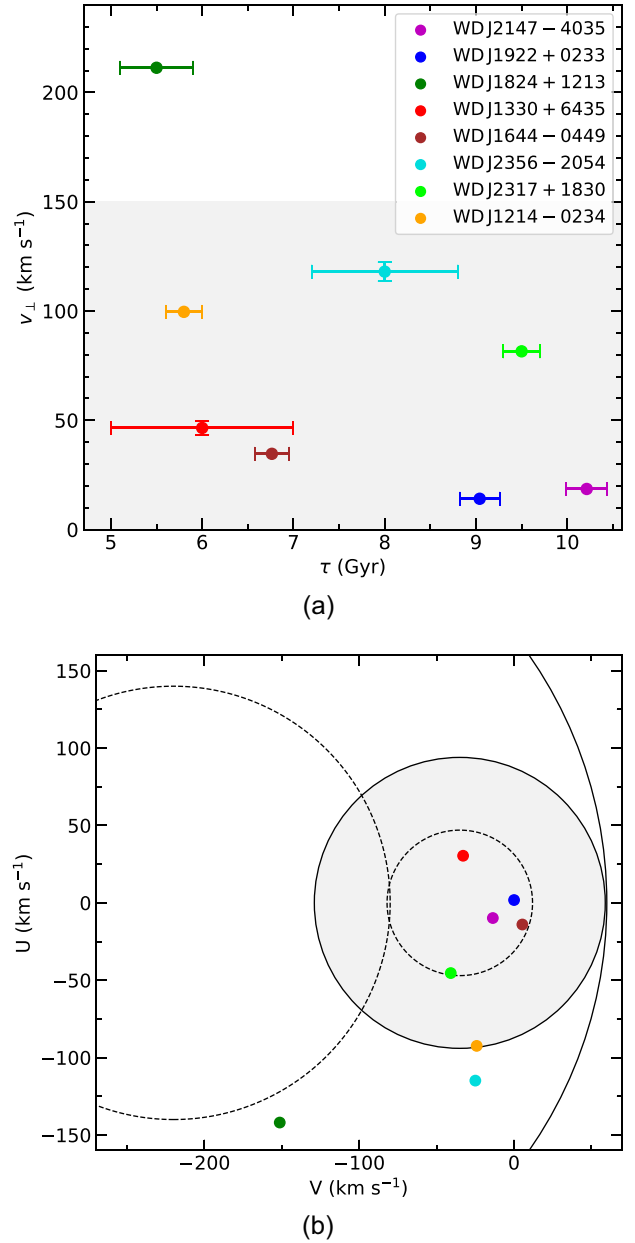 WD J2147−4035
WD J1922+0233
WD J1824+1213
WD J1330+6435
WD J1644−0449
WD J2356−2054
WD J2317+1830
WD J1214−0234
200
150
100
50
0
v⊥ (km s⁻¹)
5 6 7 8 9 10
τ (Gyr)
(a)
150
100
50
0
−50
−100
−150
U (km s⁻¹)
−200 −100 0
V (km s⁻¹)
(b)